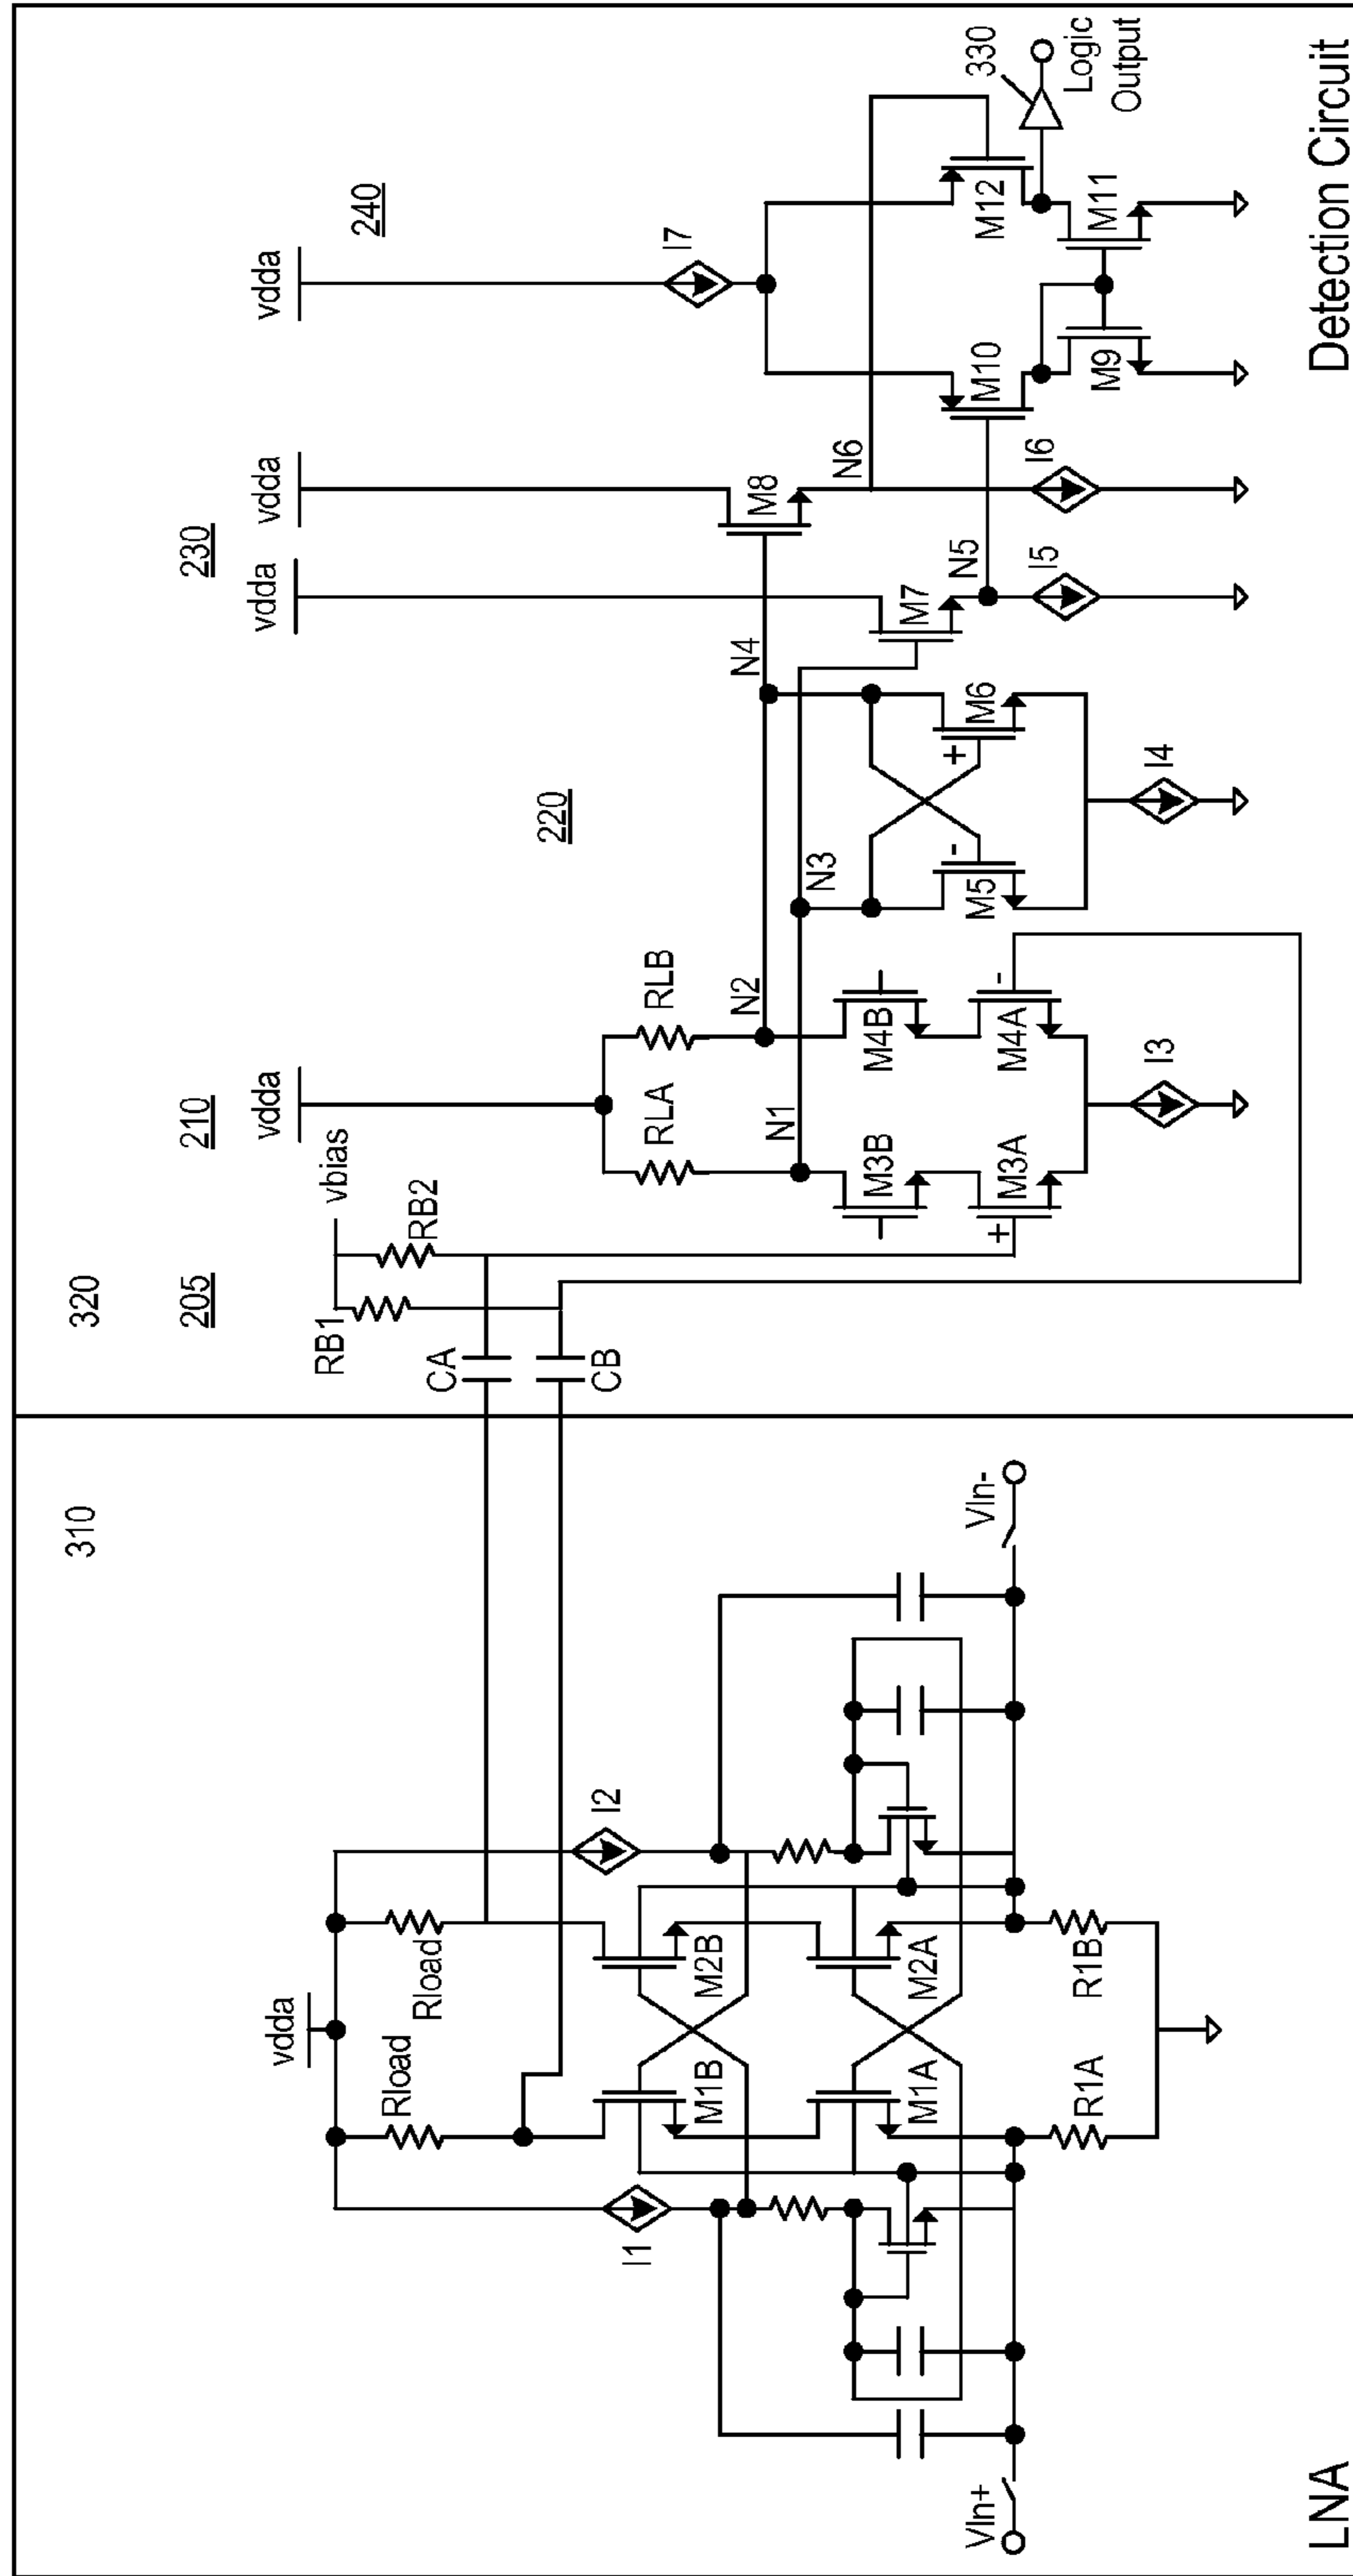 310
320
205
210
220
230
240
vdda
Rload
Rload
I1
I2
M1B
M2B
M1A
M2A
R1A
R1B
VIn+
VIn-
LNA
RB1
RB2
vbias
CA
CB
vdda
RLA
RLB
N1
N2
M3B
M4B
M3A
M4A
+
-
I3
N3
N4
M5
M6
-
+
I4
vdda
vdda
M7
M8
N5
N6
I5
I6
vdda
I7
M10
M12
M9
M11
330
Logic
Output
Detection Circuit